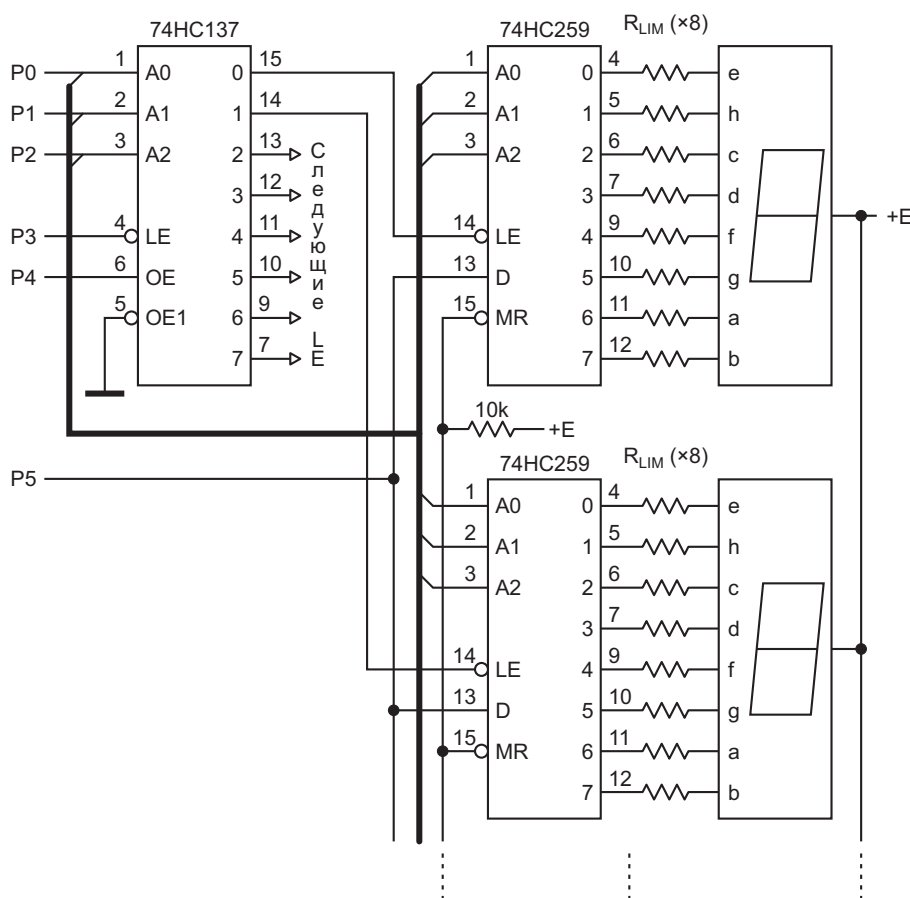 74HC137
74HC259
R_LIM (×8)
P0 1 A0 0 15
P1 2 A1 1 14
P2 3 A2 2 13
3 12
P3 4 LE 4 11
P4 6 OE 5 10
5 OE1 6 9
7 7
Следующие LE
1 A0 0 4 e
2 A1 1 5 h
3 A2 2 6 c
3 7 d
14 LE 4 9 f
13 D 5 10 g
15 MR 6 11 a
7 12 b
+E
10k
+E
P5
74HC259
R_LIM (×8)
1 A0 0 4 e
2 A1 1 5 h
3 A2 2 6 c
3 7 d
14 LE 4 9 f
13 D 5 10 g
15 MR 6 11 a
7 12 b